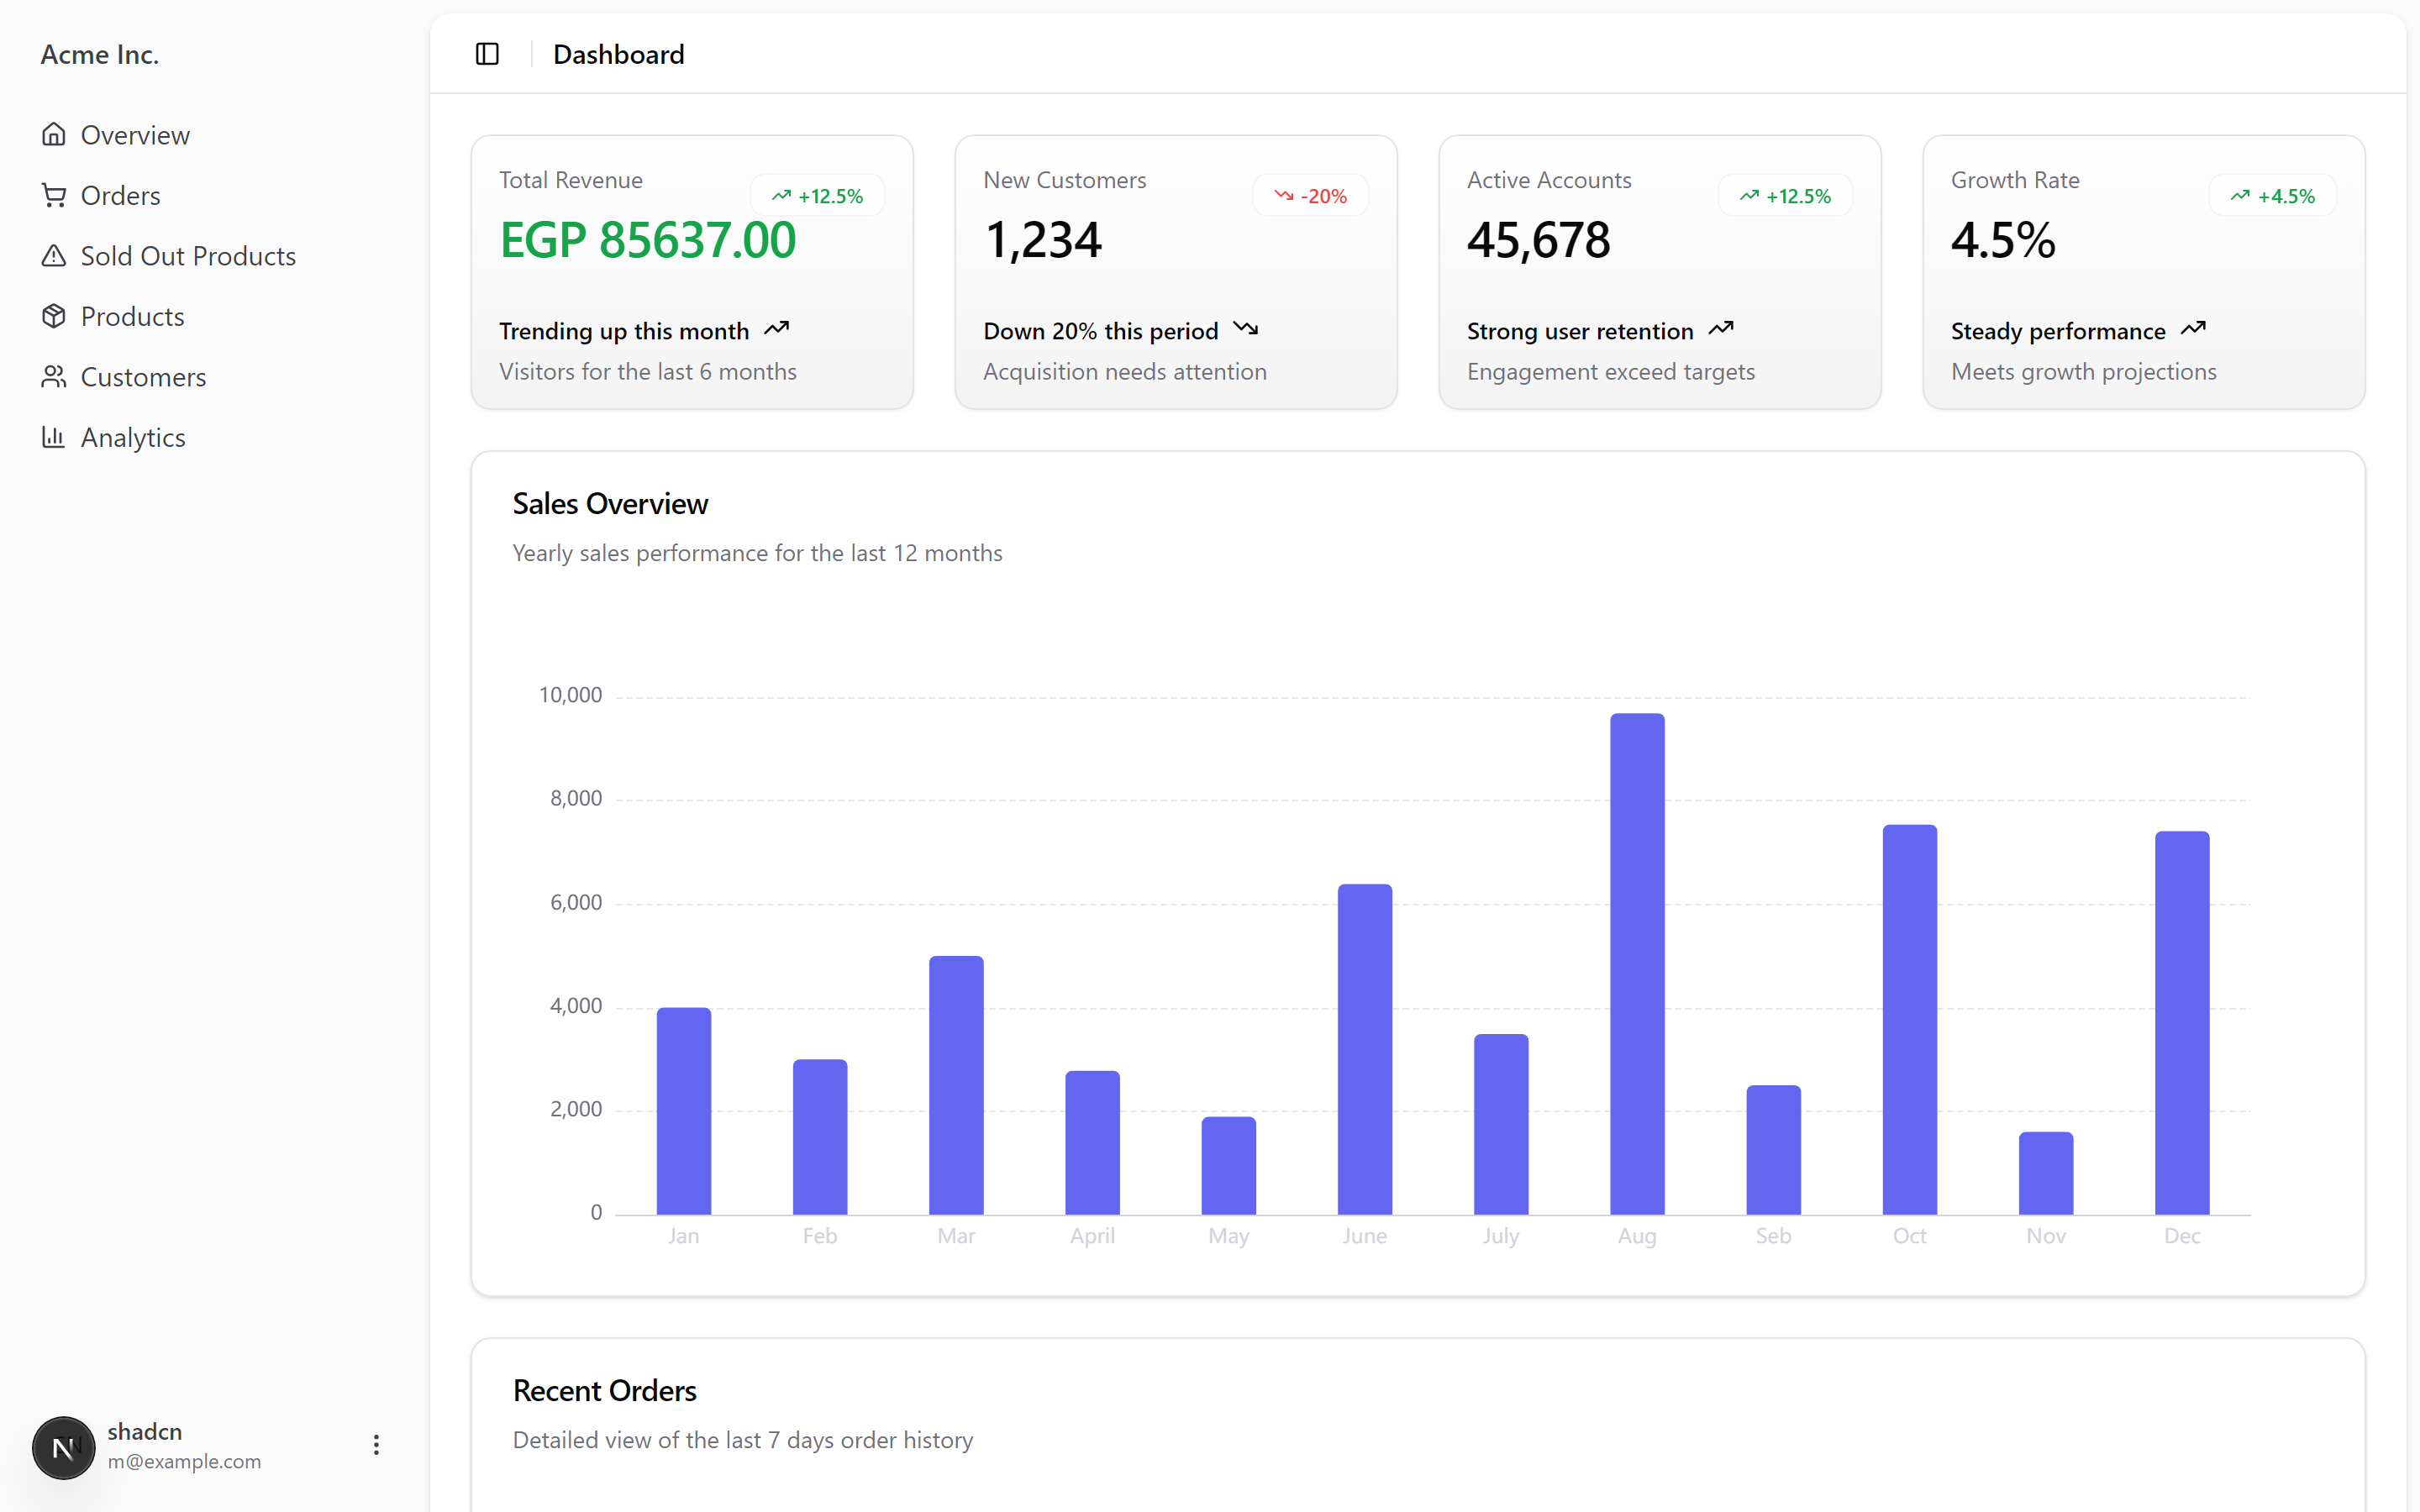 Acme Inc.
Overview
Orders
Sold Out Products
Products
Customers
Analytics
shadcn
m@example.com
Dashboard
Total Revenue
+12.5%
EGP 85637.00
Trending up this month
Visitors for the last 6 months
New Customers
-20%
1,234
Down 20% this period
Acquisition needs attention
Active Accounts
+12.5%
45,678
Strong user retention
Engagement exceed targets
Growth Rate
+4.5%
4.5%
Steady performance
Meets growth projections
Sales Overview
Yearly sales performance for the last 12 months
10,000
8,000
6,000
4,000
2,000
0
Jan Feb Mar April May June July Aug Seb Oct Nov Dec
Recent Orders
Detailed view of the last 7 days order history